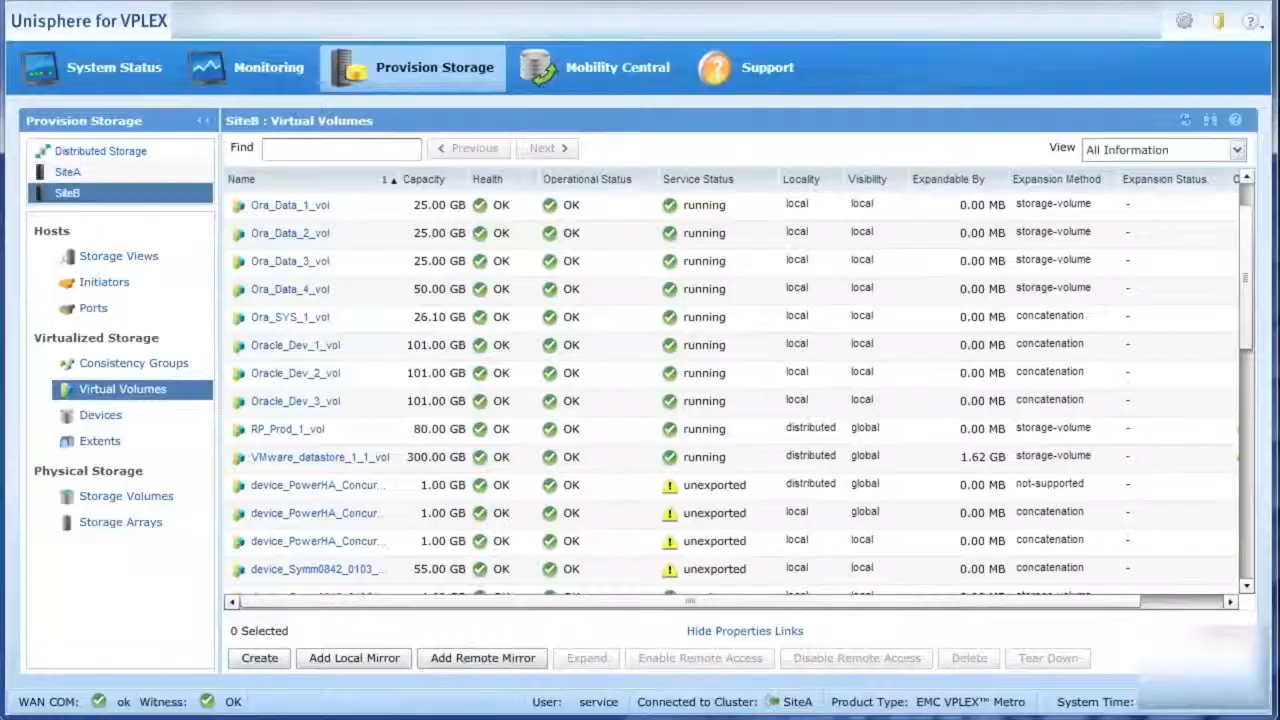 Unisphere for VPLEX
System Status Monitoring Provision Storage Mobility Central Support
Provision Storage
Distributed Storage
SiteA
SiteB
Hosts
Storage Views
Initiators
Ports
Virtualized Storage
Consistency Groups
Virtual Volumes
Devices
Extents
Physical Storage
Storage Volumes
Storage Arrays
SiteB : Virtual Volumes
Find Previous Next View All Information
Name 1 Capacity Health Operational Status Service Status Locality Visibility Expandable By Expansion Method Expansion Status
Ora_Data_1_vol 25.00 GB OK OK running local local 0.00 MB storage-volume -
Ora_Data_2_vol 25.00 GB OK OK running local local 0.00 MB storage-volume -
Ora_Data_3_vol 25.00 GB OK OK running local local 0.00 MB storage-volume -
Ora_Data_4_vol 50.00 GB OK OK running local local 0.00 MB storage-volume -
Ora_SYS_1_vol 26.10 GB OK OK running local local 0.00 MB concatenation -
Oracle_Dev_1_vol 101.00 GB OK OK running local local 0.00 MB concatenation -
Oracle_Dev_2_vol 101.00 GB OK OK running local local 0.00 MB concatenation -
Oracle_Dev_3_vol 101.00 GB OK OK running local local 0.00 MB concatenation -
RP_Prod_1_vol 80.00 GB OK OK running distributed global 0.00 MB storage-volume -
VMware_datastore_1_1_vol 300.00 GB OK OK running distributed global 1.62 GB storage-volume -
device_PowerHA_Concur... 1.00 GB OK OK unexported distributed global 0.00 MB not-supported -
device_PowerHA_Concur... 1.00 GB OK OK unexported local global 0.00 MB concatenation -
device_PowerHA_Concur... 1.00 GB OK OK unexported local local 0.00 MB concatenation -
device_Symm0842_0103_... 55.00 GB OK OK unexported local local 0.00 MB concatenation -
0 Selected Hide Properties Links
Create Add Local Mirror Add Remote Mirror Expand Enable Remote Access Disable Remote Access Delete Tear Down
WAN COM: ok Witness: OK User: service Connected to Cluster: SiteA Product Type: EMC VPLEX™ Metro System Time: